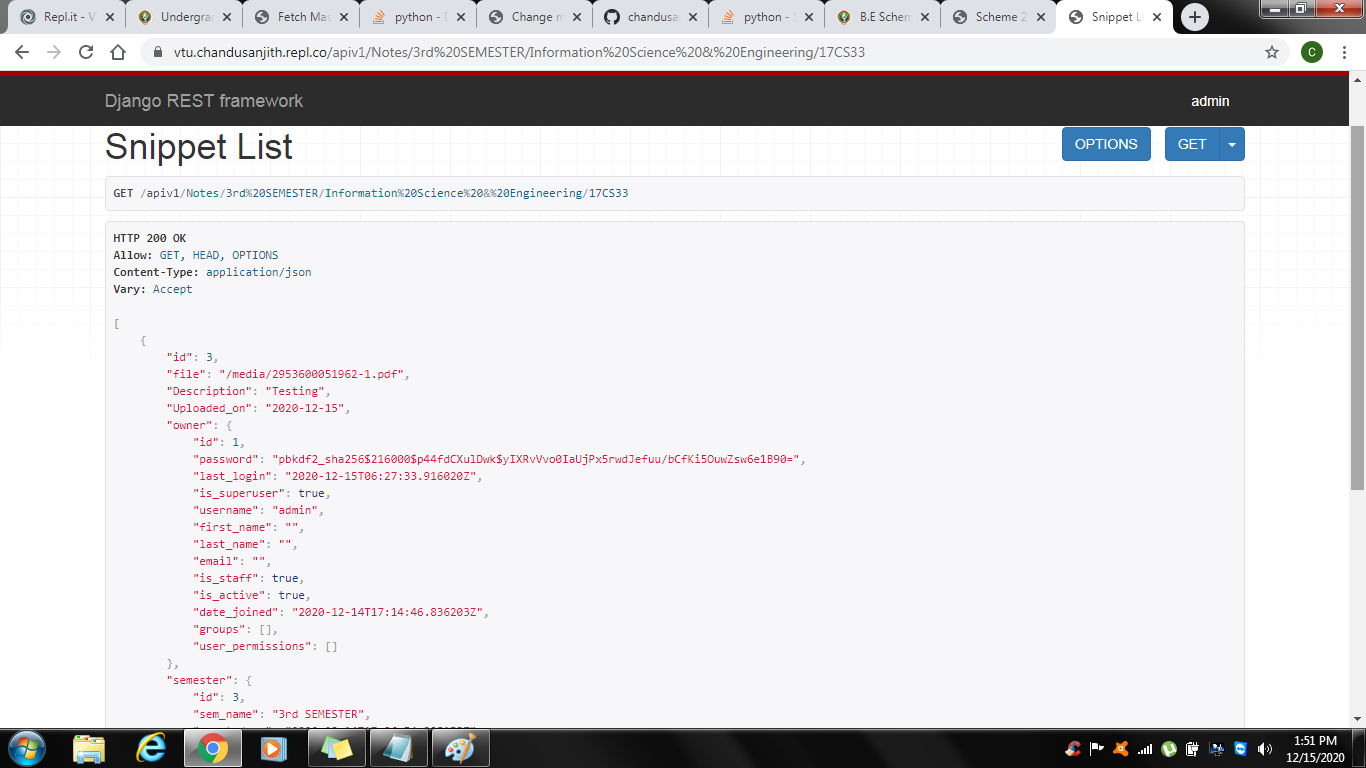 Repl.it - V
Undergra
Fetch Mas
python - D
Change m
chandusa
python - S
B.E Schem
Scheme 2
Snippet Li
vtu.chandusanjith.repl.co/apiv1/Notes/3rd%20SEMESTER/Information%20Science%20&%20Engineering/17CS33
C
Django REST framework
admin
Snippet List
OPTIONS
GET
GET /apiv1/Notes/3rd%20SEMESTER/Information%20Science%20&%20Engineering/17CS33
HTTP 200 OK
Allow: GET, HEAD, OPTIONS
Content-Type: application/json
Vary: Accept
[
{
"id": 3,
"file": "/media/2953600051962-1.pdf",
"Description": "Testing",
"Uploaded_on": "2020-12-15",
"owner": {
"id": 1,
"password": "pbkdf2_sha256$216000$p44fdCXulDwk$yIXRvVvo0IaUjPx5rwdJefuu/bCfKi5OuwZsw6e1B90=",
"last_login": "2020-12-15T06:27:33.916020Z",
"is_superuser": true,
"username": "admin",
"first_name": "",
"last_name": "",
"email": "",
"is_staff": true,
"is_active": true,
"date_joined": "2020-12-14T17:14:46.836203Z",
"groups": [],
"user_permissions": []
},
"semester": {
"id": 3,
"sem_name": "3rd SEMESTER",
1:51 PM
12/15/2020